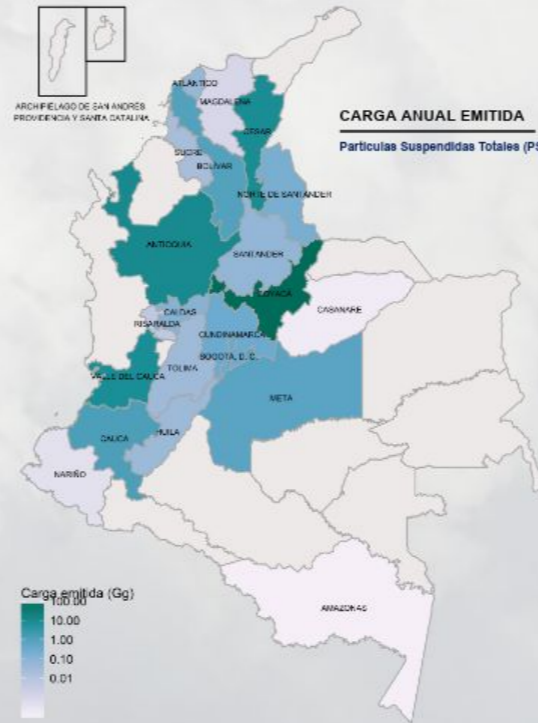 ARCHIPIÉLAGO DE SAN ANDRÉS,
PROVIDENCIA Y SANTA CATALINA
CARGA ANUAL EMITIDA
Partículas Suspendidas Totales (PS
ATLÁNTICO
MAGDALENA
CESAR
SUCRE
BOLÍVAR
NORTE DE SANTANDER
ANTIOQUIA
SANTANDER
BOYACÁ
CASANARE
CALDAS
RISARALDA
CUNDINAMARCA
BOGOTÁ, D. C.
TOLIMA
VALLE DEL CAUCA
META
CAUCA
HUILA
NARIÑO
AMAZONAS
Carga emitida (Gg)
100.00
10.00
1.00
0.10
0.01